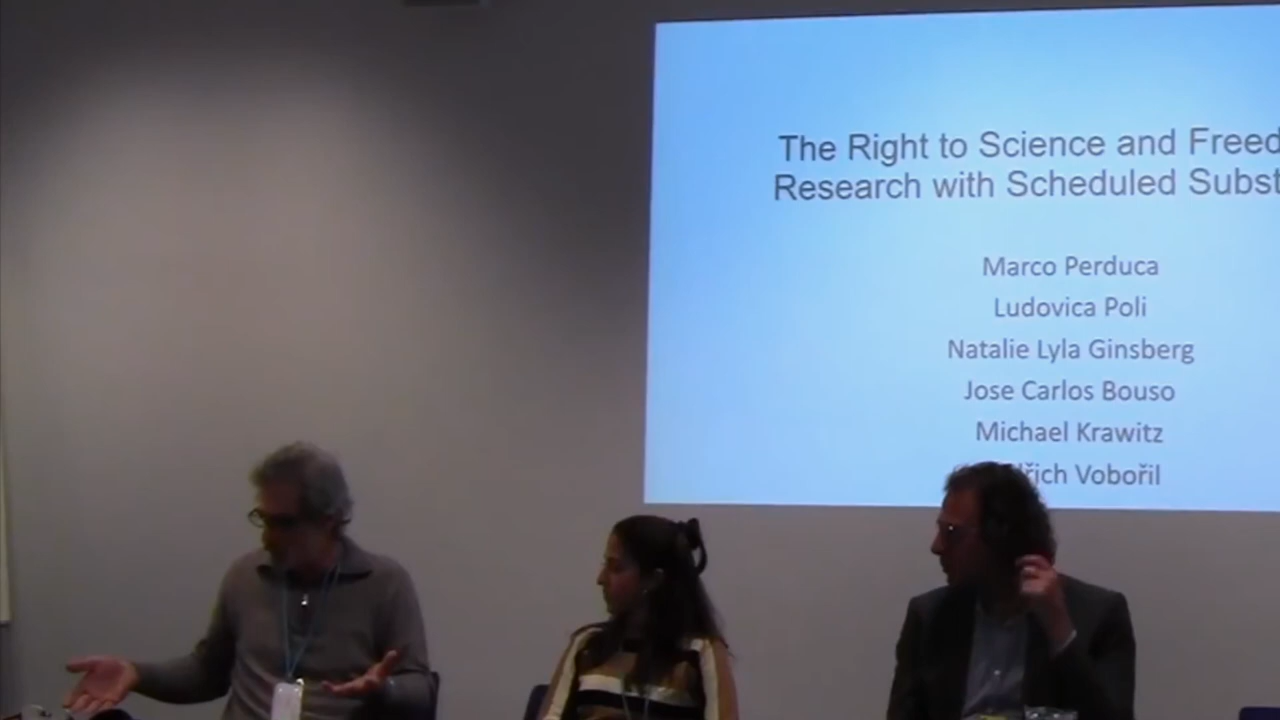 The Right to Science and Freed
Research with Scheduled Subst
Marco Perduca
Ludovica Poli
Natalie Lyla Ginsberg
Jose Carlos Bouso
Michael Krawitz
řich Vobořil